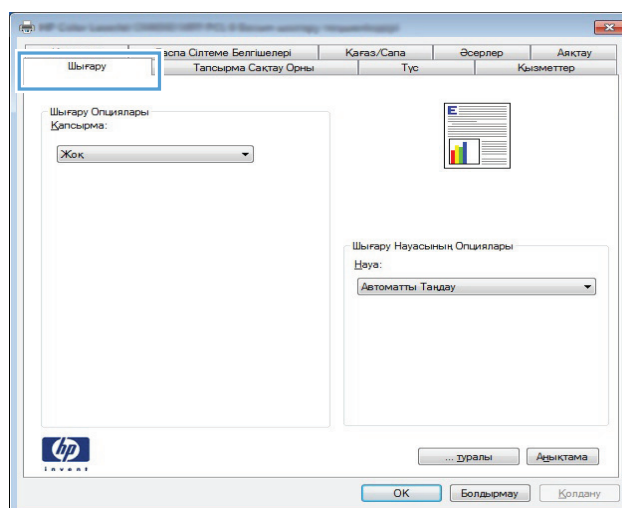 Баспа Сілтеме Белгішелері Қағаз/Сапа Әсерлер Аяқтау
Шығару Тапсырма Сақтау Орны Түс Қызметтер
Шығару Опциялары
Қапсырма:
Жоқ
E
Шығару Науасының Опциялары
Науа:
Автоматты Таңдау
hp
invent
... туралы Анықтама
OK Болдырмау Қолдану